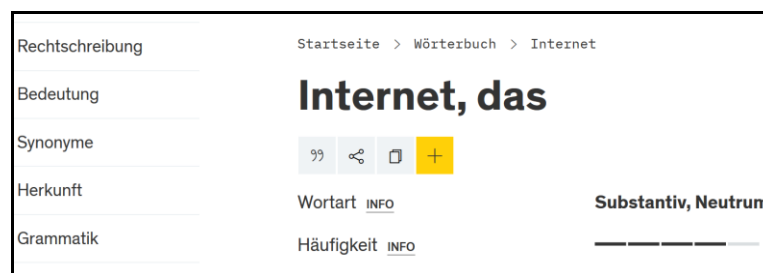 Rechtschreibung
Bedeutung
Synonyme
Herkunft
Grammatik
Startseite > Wörterbuch > Internet
Internet, das
Wortart INFO
Substantiv, Neutrum
Häufigkeit INFO